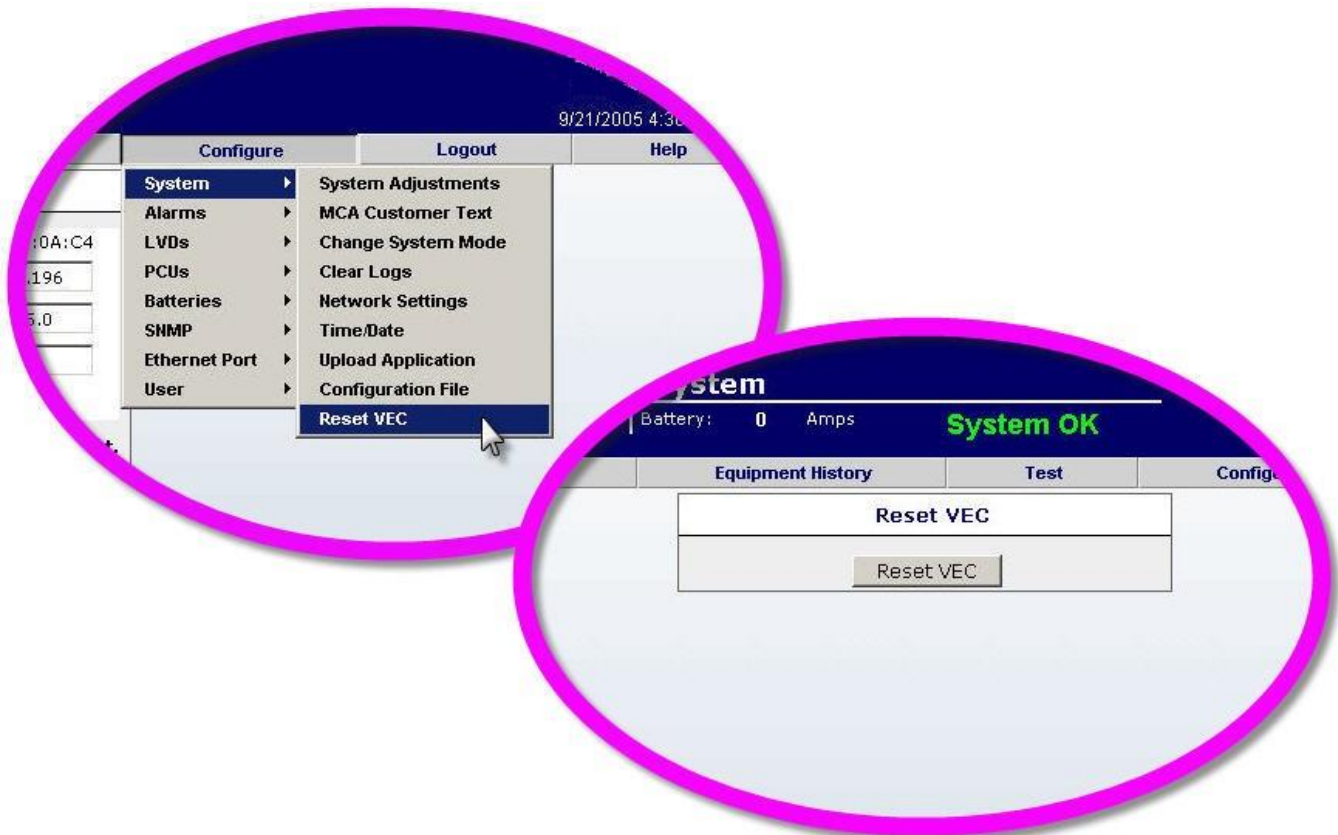 9/21/2005 4:3
Configure Logout Help
System System Adjustments
Alarms MCA Customer Text
:0A:C4 LVDs Change System Mode
.196 PCUs Clear Logs
Batteries Network Settings
5.0 SNMP Time/Date
Ethernet Port Upload Application
User Configuration File
Reset VEC
t.
ystem
Battery: 0 Amps System OK
Equipment History Test Config
Reset VEC
Reset VEC